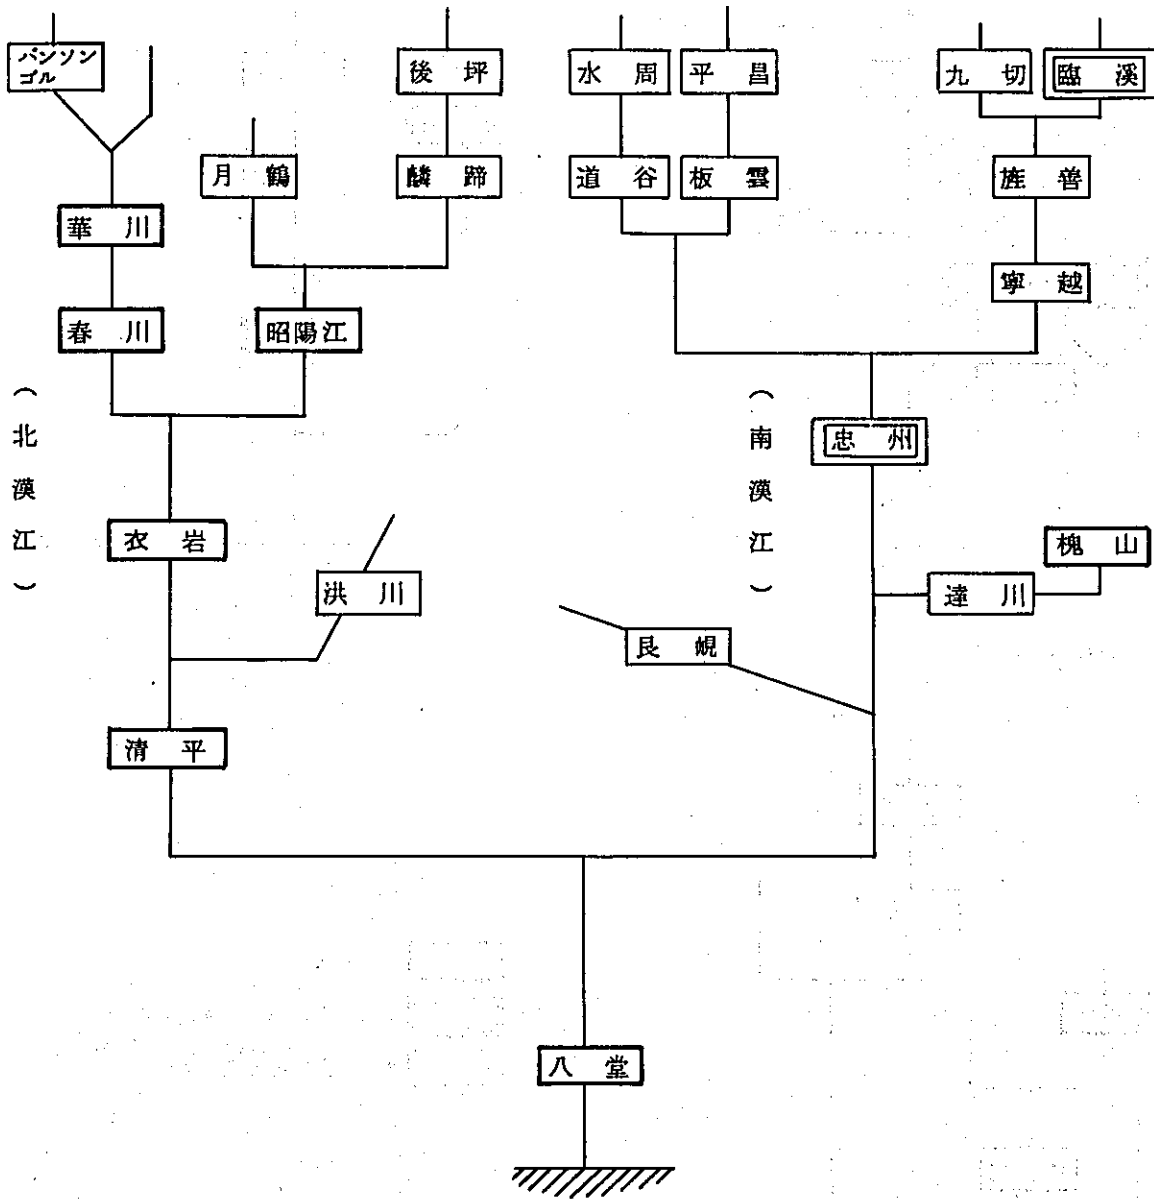 バンソン
ゴル
後坪
水周
平昌
九切
臨溪
月鶴
麟蹄
道谷
板雲
旌善
華川
寧越
春川
昭陽江
(北漢江)
(南漢江)
忠州
衣岩
洪川
槐山
達川
艮峴
清平
八堂